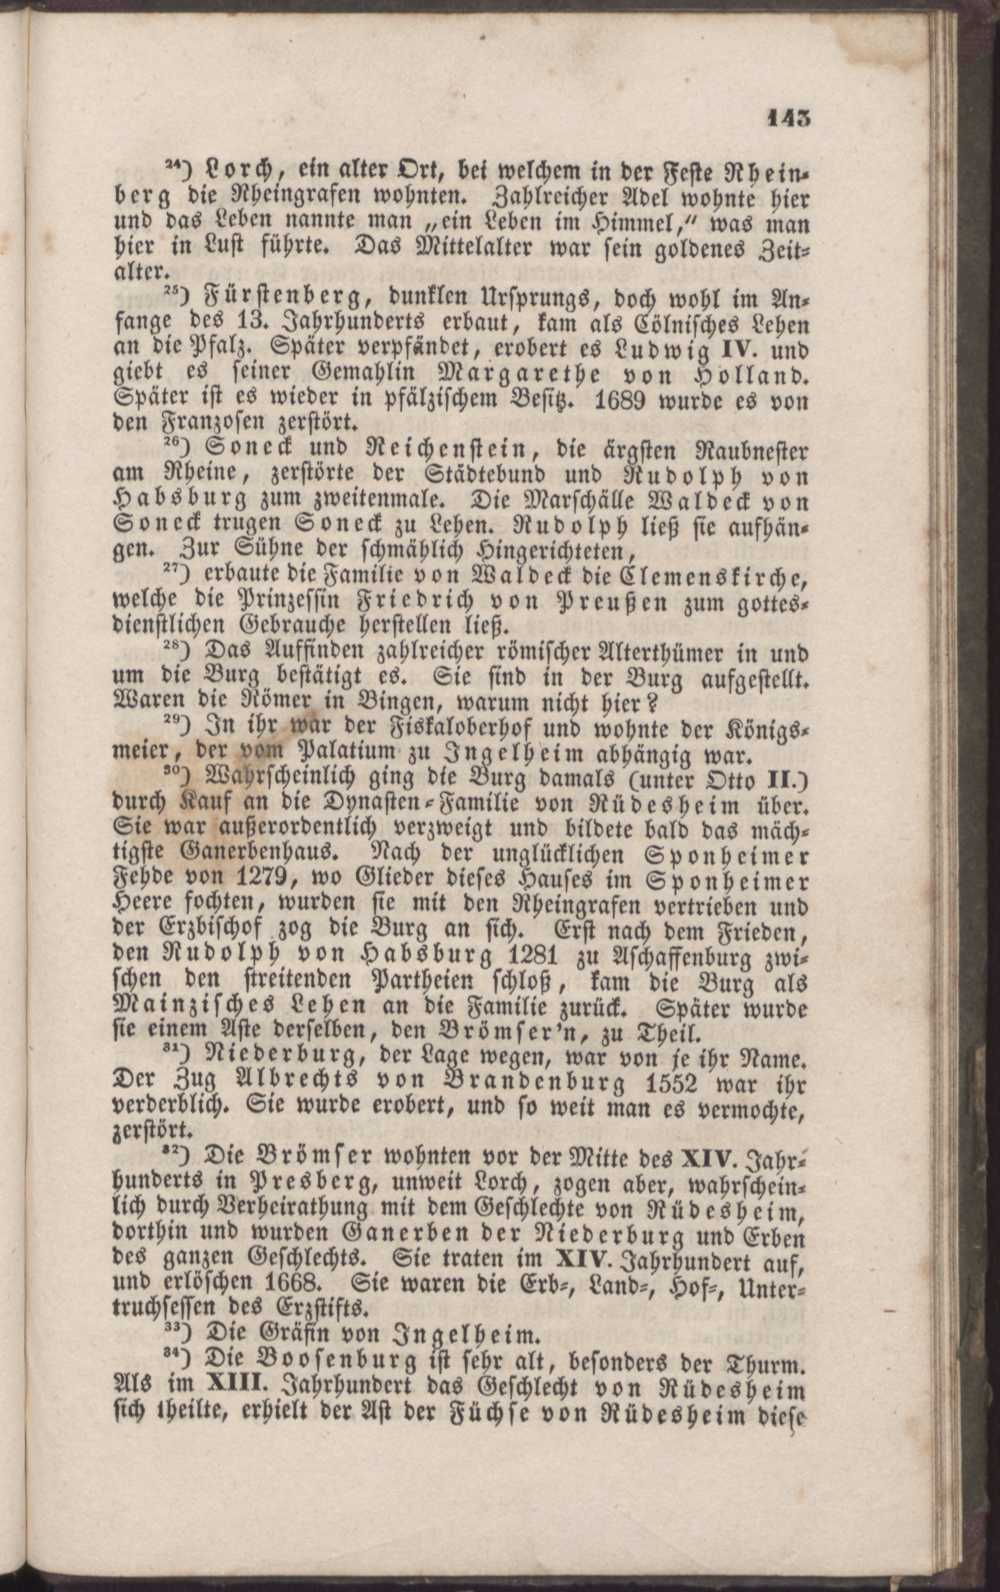 143
²⁴) Lorch, ein alter Ort, bei welchem in der Feste Rhein-
berg die Rheingrafen wohnten. Zahlreicher Adel wohnte hier
und das Leben nannte man „ein Leben im Himmel,“ was man
hier in Lust führte. Das Mittelalter war sein goldenes Zeit-
alter.
²⁵) Fürstenberg, dunklen Ursprungs, doch wohl im An-
fange des 13. Jahrhunderts erbaut, kam als Cölnisches Lehen
an die Pfalz. Später verpfändet, erobert es Ludwig IV. und
giebt es seiner Gemahlin Margarethe von Holland.
Später ist es wieder in pfälzischem Besitz. 1689 wurde es von
den Franzosen zerstört.
²⁶) Soneck und Reichenstein, die ärgsten Raubnester
am Rheine, zerstörte der Städtebund und Rudolph von
Habsburg zum zweitenmale. Die Marschälle Waldeck von
Soneck trugen Soneck zu Lehen. Rudolph ließ sie aufhän-
gen. Zur Sühne der schmählich Hingerichteten,
²⁷) erbaute die Familie von Waldeck die Clemenskirche,
welche die Prinzessin Friedrich von Preußen zum gottes-
dienstlichen Gebrauche herstellen ließ.
²⁸) Das Auffinden zahlreicher römischer Alterthümer in und
um die Burg bestätigt es. Sie sind in der Burg aufgestellt.
Waren die Römer in Bingen, warum nicht hier?
²⁹) In ihr war der Fiskaloberhof und wohnte der Königs-
meier, der vom Palatium zu Ingelheim abhängig war.
³⁰) Wahrscheinlich ging die Burg damals (unter Otto II.)
durch Kauf an die Dynasten-Familie von Rüdesheim über.
Sie war außerordentlich verzweigt und bildete bald das mäch-
tigste Ganerbenhaus. Nach der unglücklichen Sponheimer
Fehde von 1279, wo Glieder dieses Hauses im Sponheimer
Heere fochten, wurden sie mit den Rheingrafen vertrieben und
der Erzbischof zog die Burg an sich. Erst nach dem Frieden,
den Rudolph von Habsburg 1281 zu Aschaffenburg zwi-
schen den streitenden Partheien schloß, kam die Burg als
Mainzisches Lehen an die Familie zurück. Später wurde
sie einem Aste derselben, den Brömser'n, zu Theil.
³¹) Niederburg, der Lage wegen, war von je ihr Name.
Der Zug Albrechts von Brandenburg 1552 war ihr
verderblich. Sie wurde erobert, und so weit man es vermochte,
zerstört.
³²) Die Brömser wohnten vor der Mitte des XIV. Jahr-
hunderts in Presberg, unweit Lorch, zogen aber, wahrschein-
lich durch Verheirathung mit dem Geschlechte von Rüdesheim,
dorthin und wurden Ganerben der Niederburg und Erben
des ganzen Geschlechts. Sie traten im XIV. Jahrhundert auf,
und erlöschen 1668. Sie waren die Erb-, Land-, Hof-, Unter-
truchsessen des Erzstifts.
³³) Die Gräfin von Ingelheim.
³⁴) Die Boosenburg ist sehr alt, besonders der Thurm.
Als im XIII. Jahrhundert das Geschlecht von Rüdesheim
sich theilte, erhielt der Ast der Füchse von Rüdesheim diese